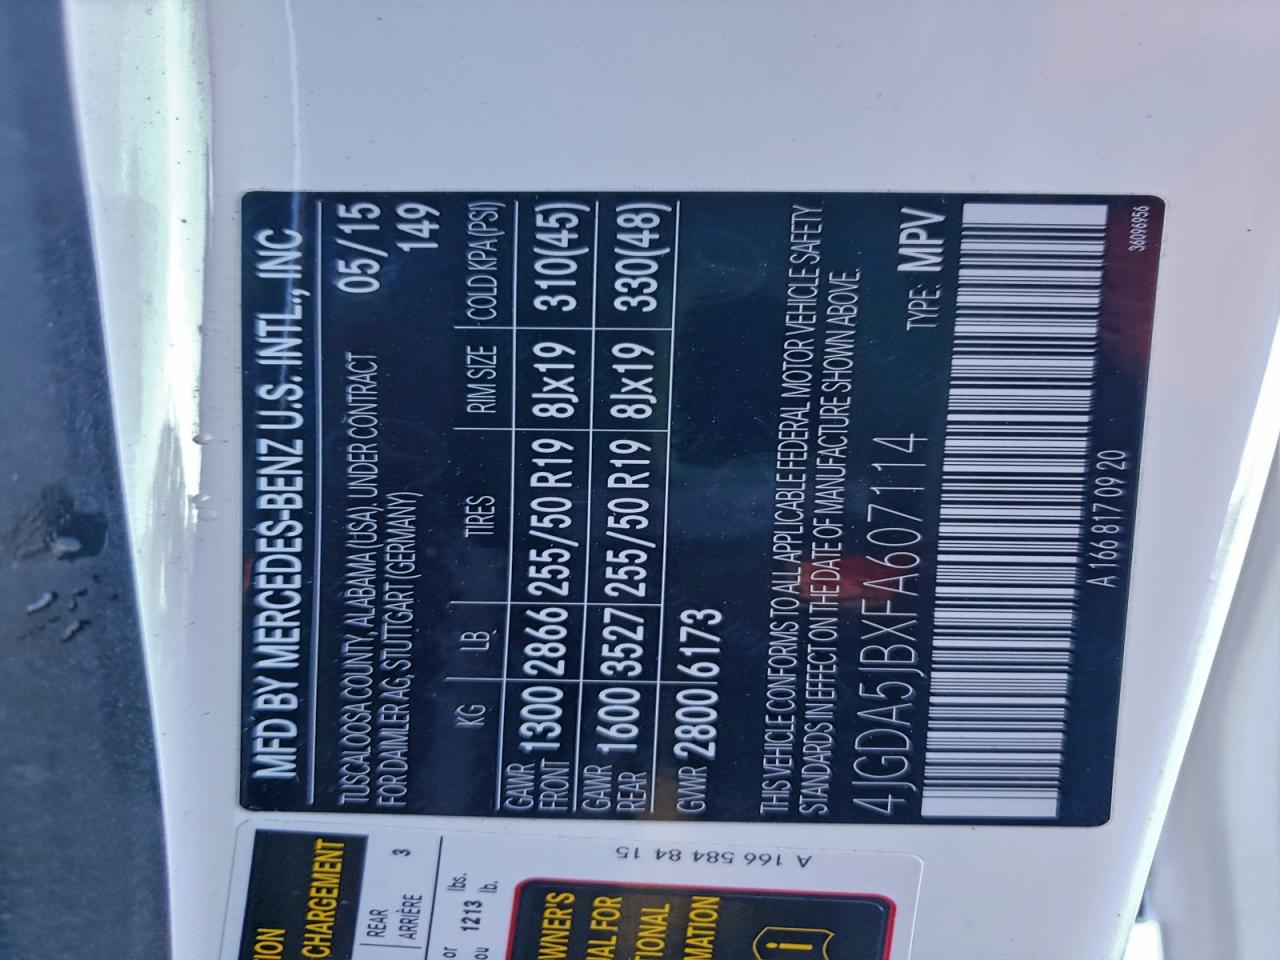 MFD BY MERCEDES-BENZ U.S. INTL., INC
TUSCALOOSA COUNTY, ALABAMA (USA) UNDER CONTRACT 05/15
FOR DAIMLER AG, STUTTGART (GERMANY) 149
KG LB TIRES RIM SIZE COLD KPA(PSI)
GAWR
FRONT 1300 2866 255/50 R19 8Jx19 310(45)
GAWR
REAR 1600 3527 255/50 R19 8Jx19 330(48)
GVWR 2800 6173
THIS VEHICLE CONFORMS TO ALL APPLICABLE FEDERAL MOTOR VEHICLE SAFETY
STANDARDS IN EFFECT ON THE DATE OF MANUFACTURE SHOWN ABOVE.
4JGDA5JBXFA607114 TYPE: MPV
A 166 817 09 20
36096956
CHARGEMENT
REAR
ARRIÈRE 3
or 1213 lbs.
ou lb.
A 166 584 84 15